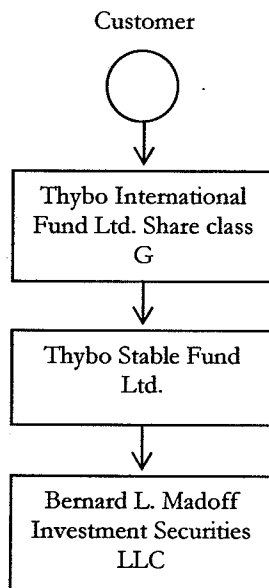 Customer
Thybo International
Fund Ltd. Share class
G
Thybo Stable Fund
Ltd.
Bernard L. Madoff
Investment Securities
LLC